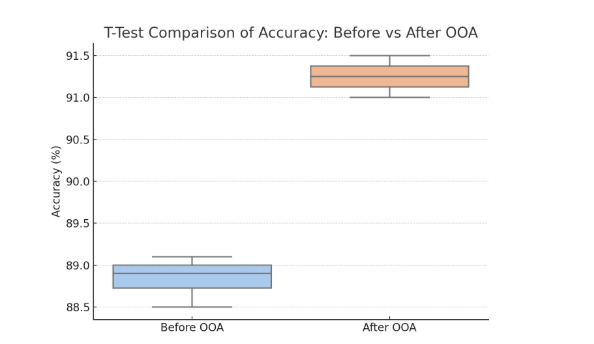 T-Test Comparison of Accuracy: Before vs After OOA
Accuracy (%)
91.5
91.0
90.5
90.0
89.5
89.0
88.5
Before OOA
After OOA